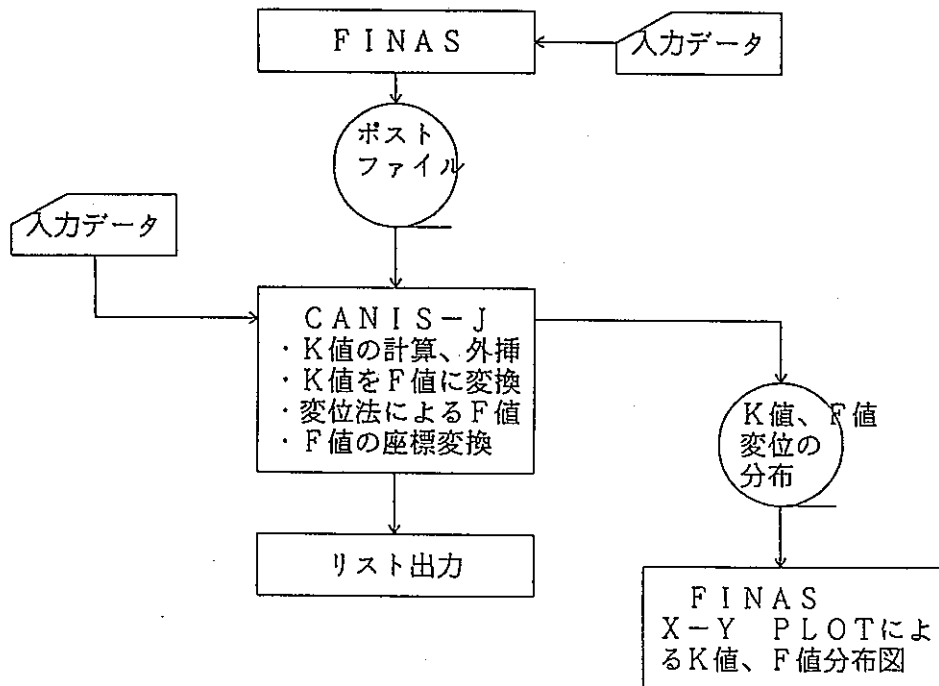 ＦＩＮＡＳ
入力データ
ポスト
ファイル
入力データ
ＣＡＮＩＳ－Ｊ
・Ｋ値の計算、外挿
・Ｋ値をＦ値に変換
・変位法によるＦ値
・Ｆ値の座標変換
Ｋ値、Ｆ値
変位の
分布
リスト出力
ＦＩＮＡＳ
Ｘ－Ｙ　ＰＬＯＴによ
るＫ値、Ｆ値分布図